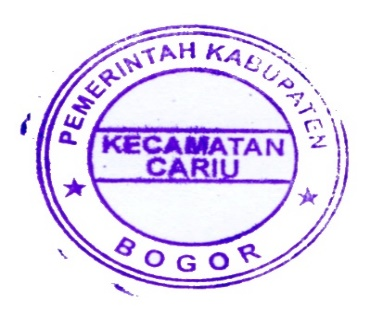 PEMERINTAH KABUPATEN
KECAMATAN
CARIU
BOGOR